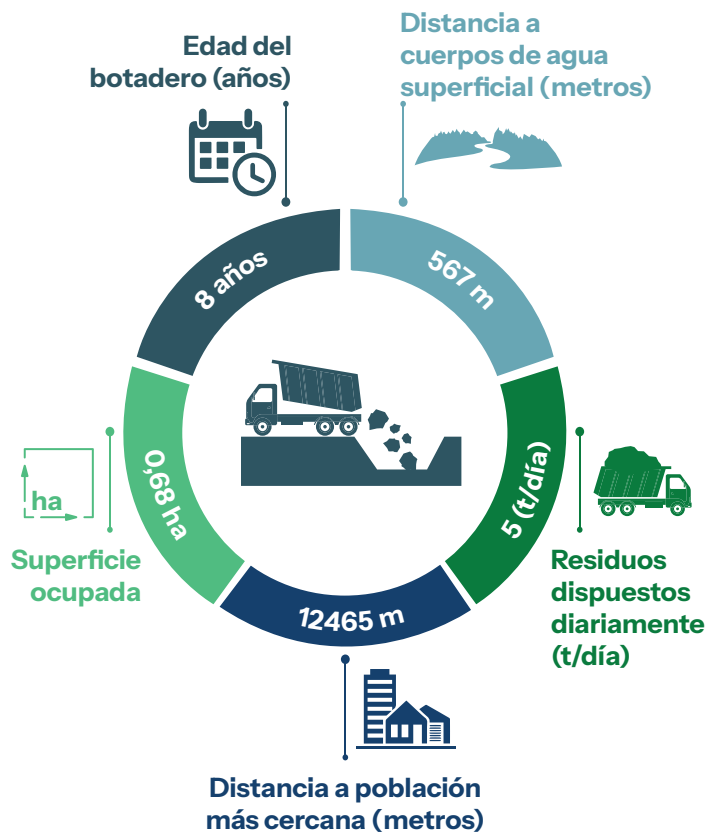 Edad del
botadero (años)
Distancia a
cuerpos de agua
superficial (metros)
8 años
567 m
0,68 ha
5 (t/día)
12465 m
ha
Superficie
ocupada
Residuos
dispuestos
diariamente
(t/día)
Distancia a población
más cercana (metros)